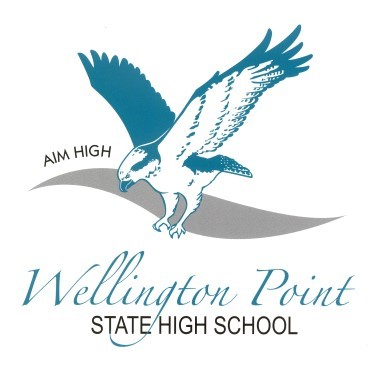 AIM HIGH
Wellington Point
STATE HIGH SCHOOL